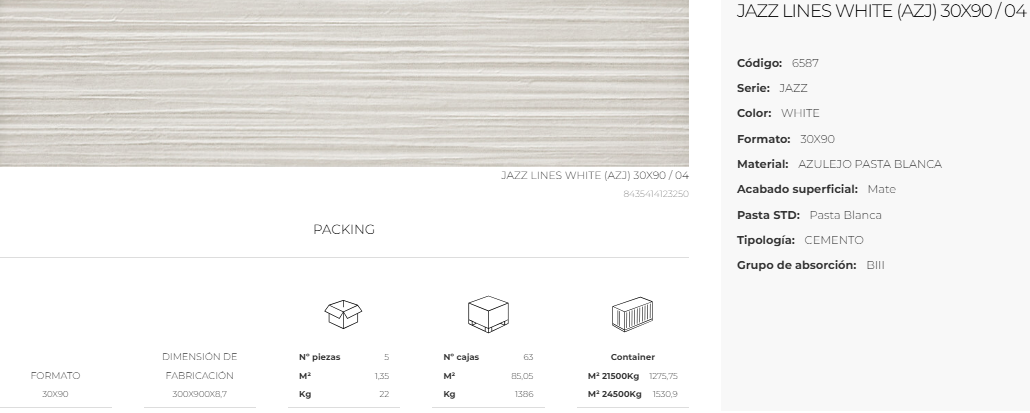 JAZZ LINES WHITE (AZJ) 30X90 / 04
Código: 6587
Serie: JAZZ
Color: WHITE
Formato: 30X90
Material: AZULEJO PASTA BLANCA
Acabado superficial: Mate
Pasta STD: Pasta Blanca
Tipología: CEMENTO
Grupo de absorción: BIII
JAZZ LINES WHITE (AZJ) 30X90 / 04
8435414123250
PACKING
FORMATO
30X90
DIMENSIÓN DE
FABRICACIÓN
300X900X8,7
Nº piezas 5
M² 1,35
Kg 22
Nº cajas 63
M² 85,05
Kg 1386
Container
M² 21500Kg 1275,75
M² 24500Kg 1530,9